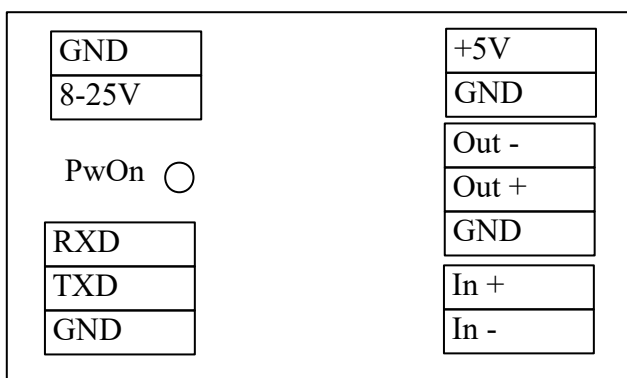 GND
8-25V
PwOn
RXD
TXD
GND
+5V
GND
Out -
Out +
GND
In +
In -